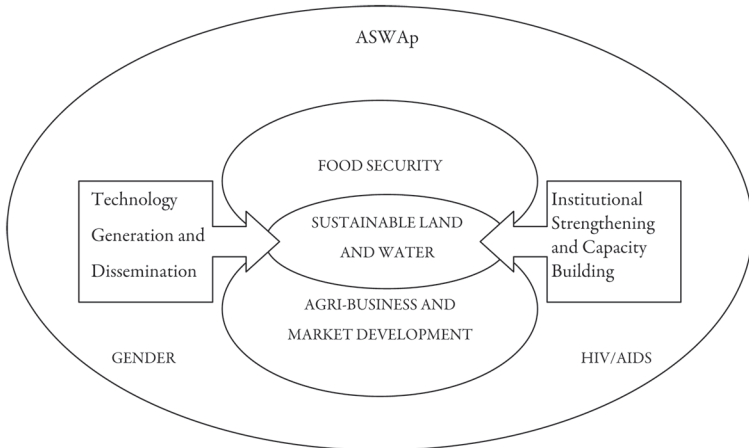 ASWAp
FOOD SECURITY
Technology
Generation and
Dissemination
SUSTAINABLE LAND
AND WATER
Institutional
Strengthening
and Capacity
Building
AGRI-BUSINESS AND
MARKET DEVELOPMENT
GENDER
HIV/AIDS